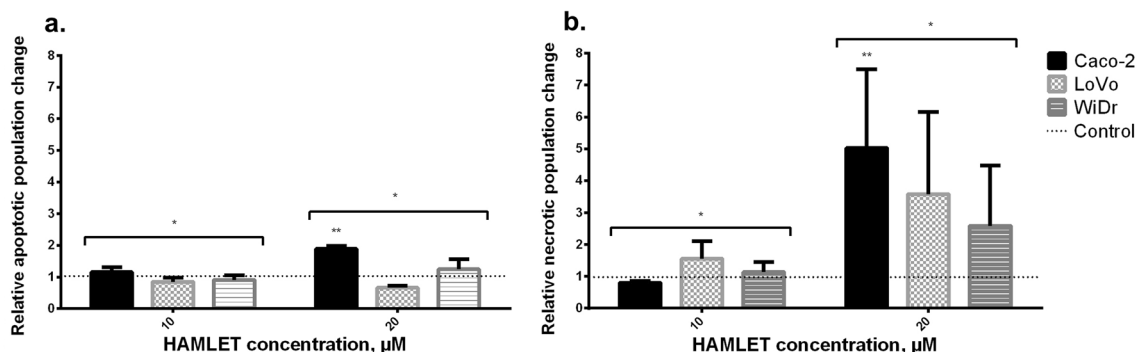 a.
Relative apoptotic population change
8
7
6
5
4
3
2
1
0
*
*
**
10
20
HAMLET concentration, µM
b.
Relative necrotic population change
8
7
6
5
4
3
2
1
0
*
*
**
10
20
HAMLET concentration, µM
Caco-2
LoVo
WiDr
Control